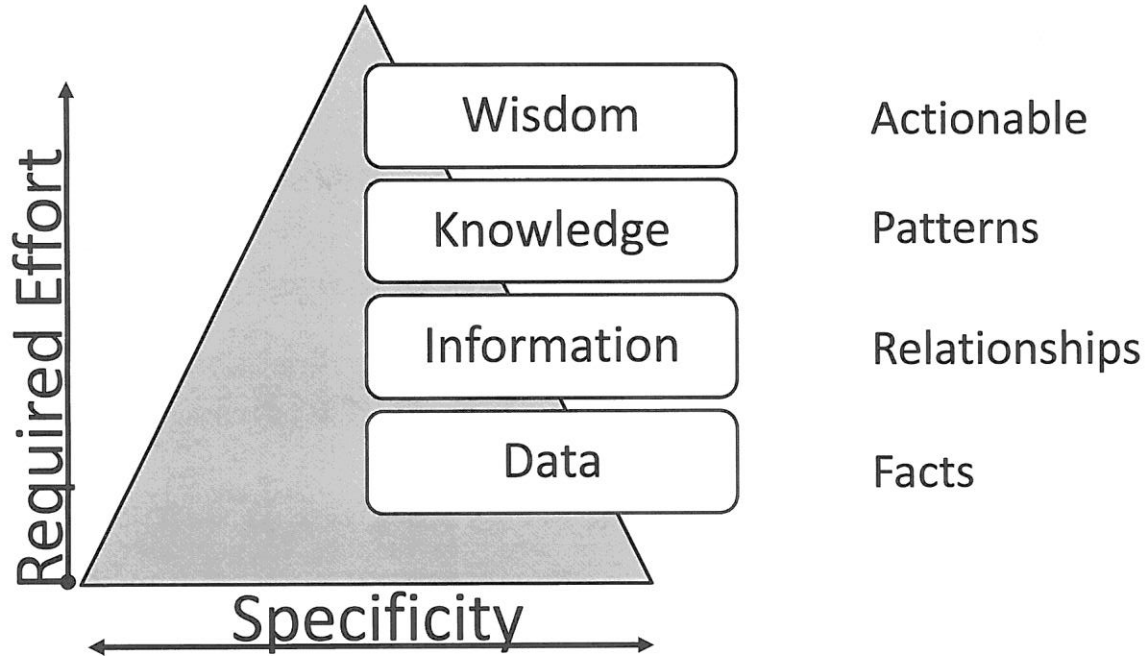 Wisdom
Actionable
Knowledge
Patterns
Information
Relationships
Data
Facts
Required Effort
Specificity